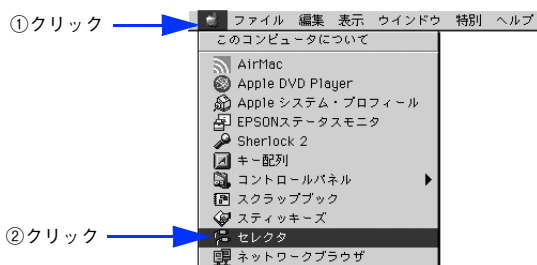 ①クリック
ファイル 編集 表示 ウインドウ 特別 ヘルプ
このコンピュータについて
AirMac
Apple DVD Player
Apple システム・プロフィール
EPSONステータスモニタ
Sherlock 2
キー配列
コントロールパネル
スクラップブック
スティッキーズ
②クリック
セレクタ
ネットワークブラウザ